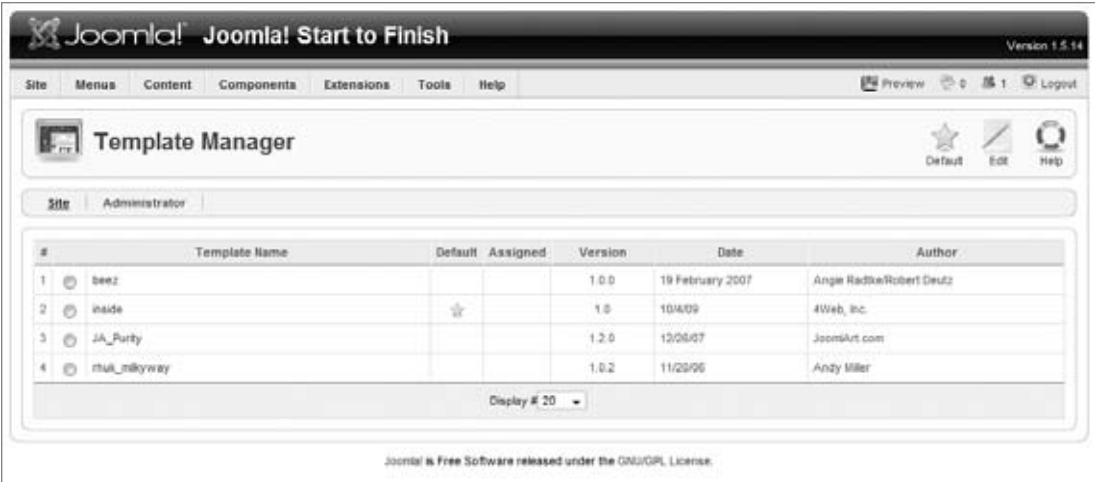 Joomla! Joomla! Start to Finish
Version 1.5.14
Site Menus Content Components Extensions Tools Help Preview 0 1 Logout
Template Manager
Default Edit Help
Site Administrator
# Template Name Default Assigned Version Date Author
1 beez 1.0.0 19 February 2007 Angie Radtke/Robert Deutz
2 inside 1.0 10/4/09 4Web, Inc.
3 JA_Purity 1.2.0 12/26/07 JoomlArt.com
4 rhuk_milkyway 1.0.2 11/20/06 Andy Miller
Display # 20
Joomla! is Free Software released under the GNU/GPL License.